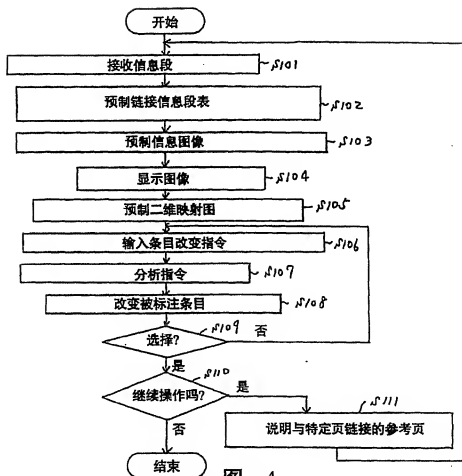 开始
接收信息段 S101
预制链接信息段表 S102
预制信息图像 S103
显示图像 S104
预制二维映射图 S105
输入条目改变指令 S106
分析指令 S107
改变被标注条目 S108
选择? S109 否
是
继续操作吗? S110 是
否
说明与特定页链接的参考页 S111
结束
图 4